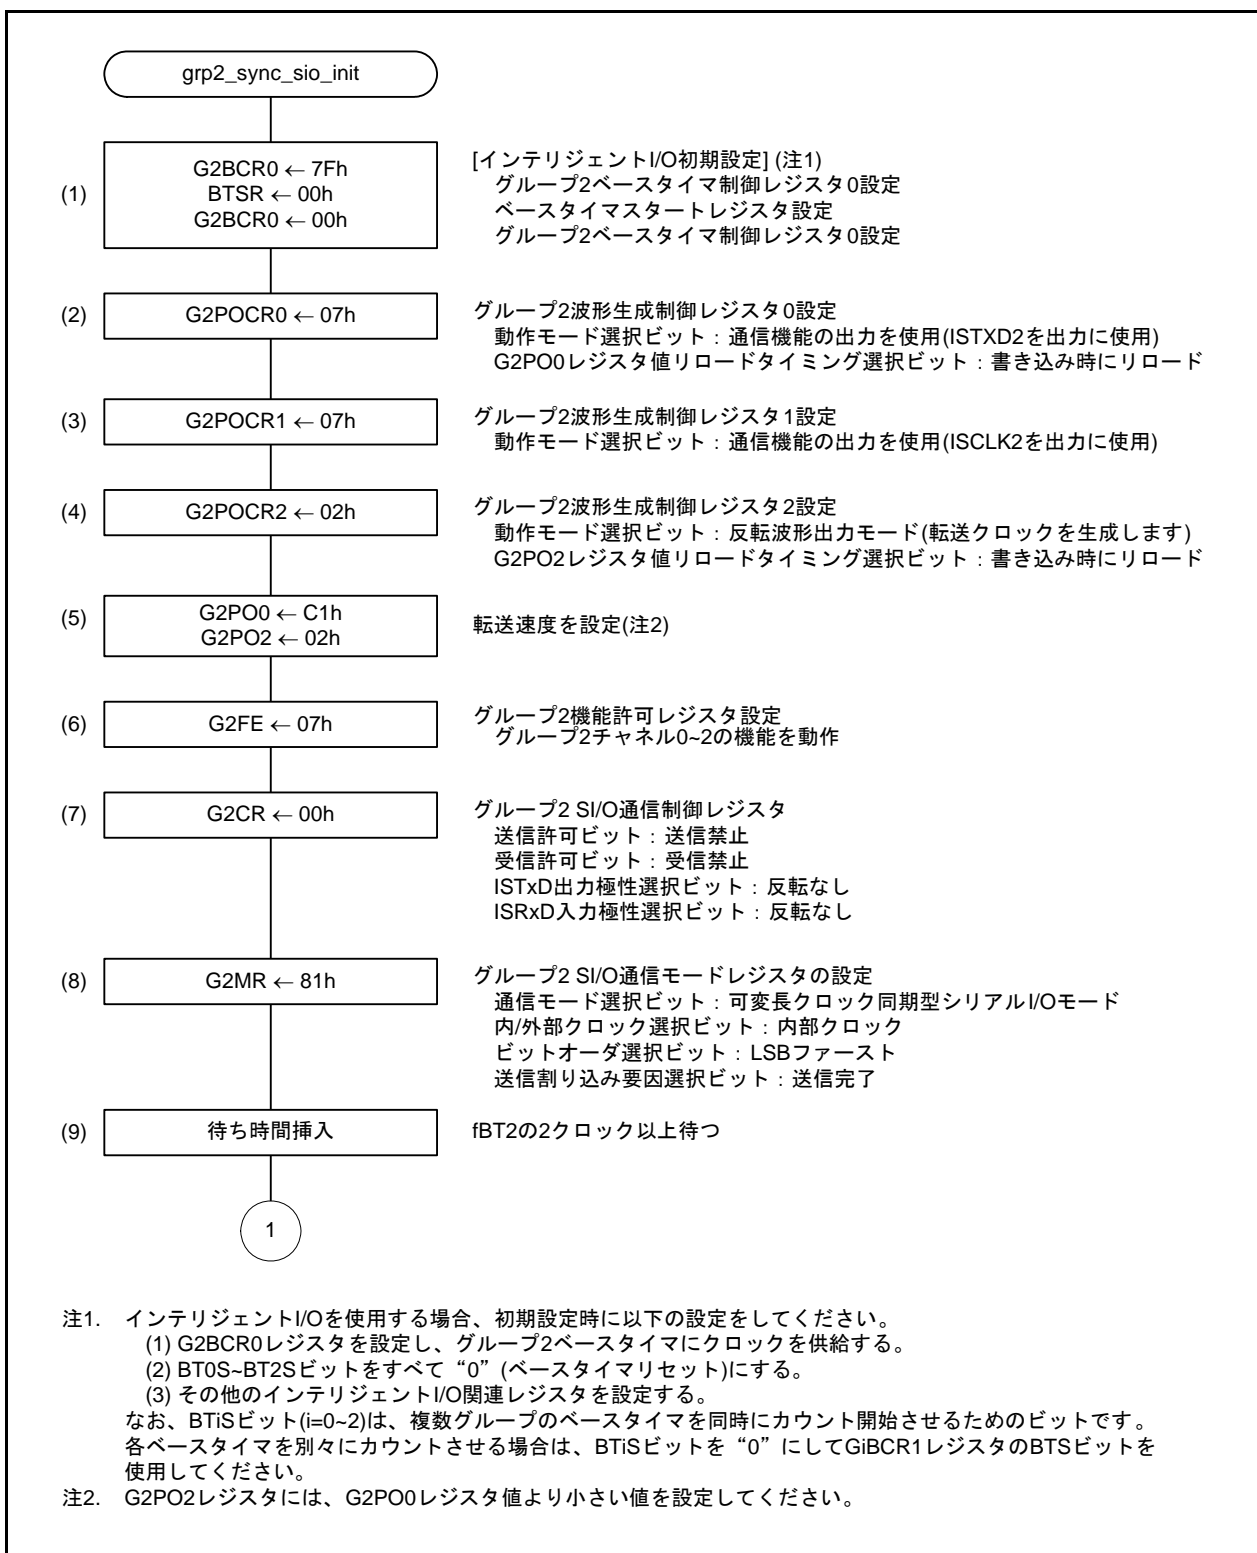 grp2_sync_sio_init
(1)
G2BCR0 ← 7Fh
BTSR ← 00h
G2BCR0 ← 00h
[インテリジェントI/O初期設定] (注1)
グループ2ベースタイマ制御レジスタ0設定
ベースタイマスタートレジスタ設定
グループ2ベースタイマ制御レジスタ0設定
(2)
G2POCR0 ← 07h
グループ2波形生成制御レジスタ0設定
動作モード選択ビット：通信機能の出力を使用(ISTXD2を出力に使用)
G2PO0レジスタ値リロードタイミング選択ビット：書き込み時にリロード
(3)
G2POCR1 ← 07h
グループ2波形生成制御レジスタ1設定
動作モード選択ビット：通信機能の出力を使用(ISCLK2を出力に使用)
(4)
G2POCR2 ← 02h
グループ2波形生成制御レジスタ2設定
動作モード選択ビット：反転波形出力モード(転送クロックを生成します)
G2PO2レジスタ値リロードタイミング選択ビット：書き込み時にリロード
(5)
G2PO0 ← C1h
G2PO2 ← 02h
転送速度を設定(注2)
(6)
G2FE ← 07h
グループ2機能許可レジスタ設定
グループ2チャネル0~2の機能を動作
(7)
G2CR ← 00h
グループ2 SI/O通信制御レジスタ
送信許可ビット：送信禁止
受信許可ビット：受信禁止
ISTxD出力極性選択ビット：反転なし
ISRxD入力極性選択ビット：反転なし
(8)
G2MR ← 81h
グループ2 SI/O通信モードレジスタの設定
通信モード選択ビット：可変長クロック同期型シリアルI/Oモード
内/外部クロック選択ビット：内部クロック
ビットオーダ選択ビット：LSBファースト
送信割り込み要因選択ビット：送信完了
(9)
待ち時間挿入
fBT2の2クロック以上待つ
1
注1. インテリジェントI/Oを使用する場合、初期設定時に以下の設定をしてください。
(1) G2BCR0レジスタを設定し、グループ2ベースタイマにクロックを供給する。
(2) BT0S~BT2Sビットをすべて“0”(ベースタイマリセット)にする。
(3) その他のインテリジェントI/O関連レジスタを設定する。
なお、BTiSビット(i=0~2)は、複数グループのベースタイマを同時にカウント開始させるためのビットです。
各ベースタイマを別々にカウントさせる場合は、BTiSビットを“0”にしてGiBCR1レジスタのBTSビットを
使用してください。
注2. G2PO2レジスタには、G2PO0レジスタ値より小さい値を設定してください。